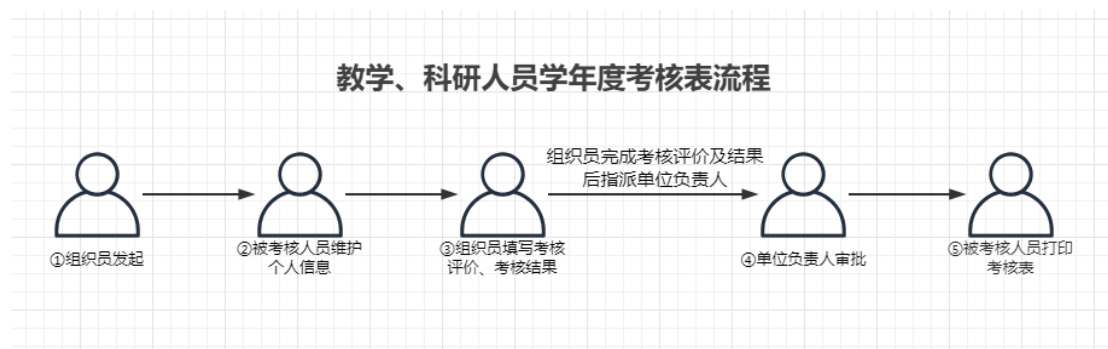 教学、科研人员学年度考核表流程
组织员完成考核评价及结果
后指派单位负责人
①组织员发起
②被考核人员维护
个人信息
③组织员填写考核
评价、考核结果
④单位负责人审批
⑤被考核人员打印
考核表